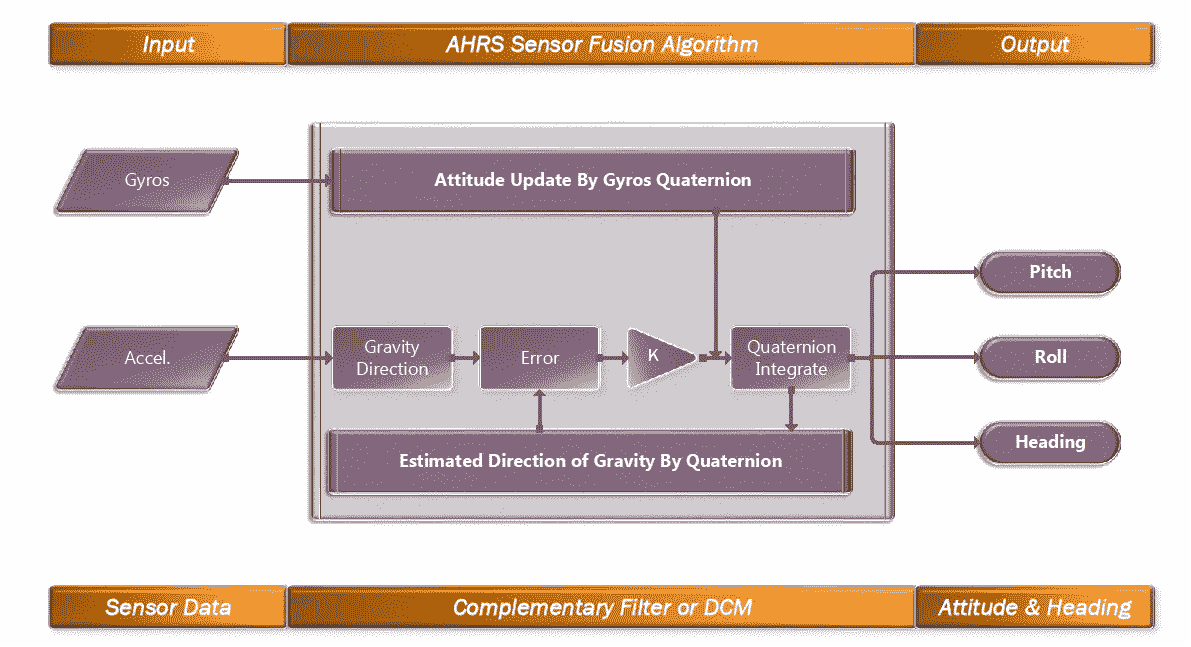 Input
AHRS Sensor Fusion Algorithm
Output
Gyros
Attitude Update By Gyros Quaternion
Pitch
Accel.
Gravity
Direction
Error
K
Quaternion
Integrate
Roll
Heading
Estimated Direction of Gravity By Quaternion
Sensor Data
Complementary Filter or DCM
Attitude & Heading